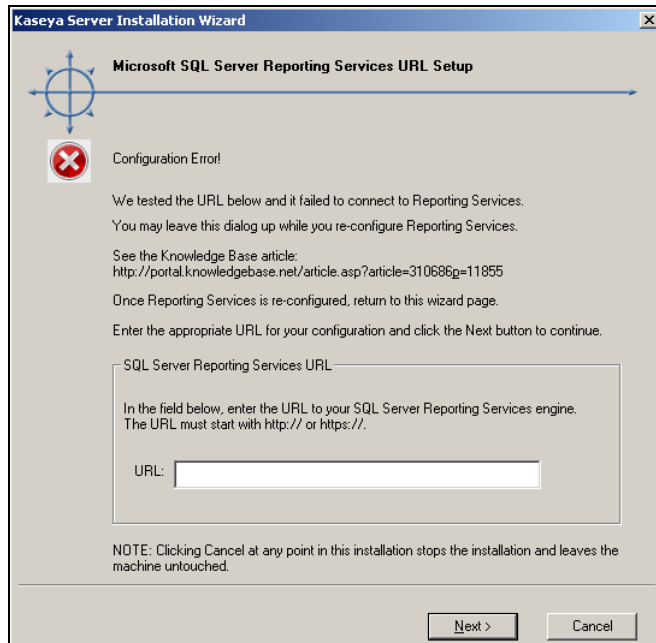 Kaseya Server Installation Wizard
Microsoft SQL Server Reporting Services URL Setup
Configuration Error!
We tested the URL below and it failed to connect to Reporting Services.
You may leave this dialog up while you re-configure Reporting Services.
See the Knowledge Base article:
http://portal.knowledgebase.net/article.asp?article=310686p=11855
Once Reporting Services is re-configured, return to this wizard page.
Enter the appropriate URL for your configuration and click the Next button to continue.
SQL Server Reporting Services URL
In the field below, enter the URL to your SQL Server Reporting Services engine.
The URL must start with http:// or https://.
URL:
NOTE: Clicking Cancel at any point in this installation stops the installation and leaves the
machine untouched.
Next >
Cancel